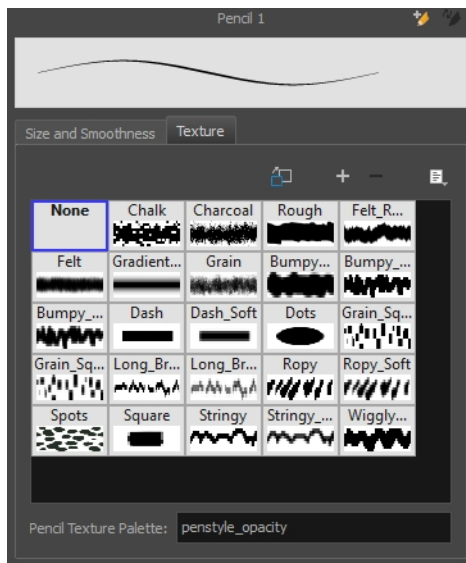 Pencil 1
Size and Smoothness Texture
None Chalk Charcoal Rough Felt_R...
Felt Gradient... Grain Bumpy... Bumpy_...
Bumpy_... Dash Dash_Soft Dots Grain_Sq...
Grain_Sq... Long_Br... Long_Br... Ropy Ropy_Soft
Spots Square Stringy Stringy_... Wiggly...
Pencil Texture Palette: penstyle_opacity